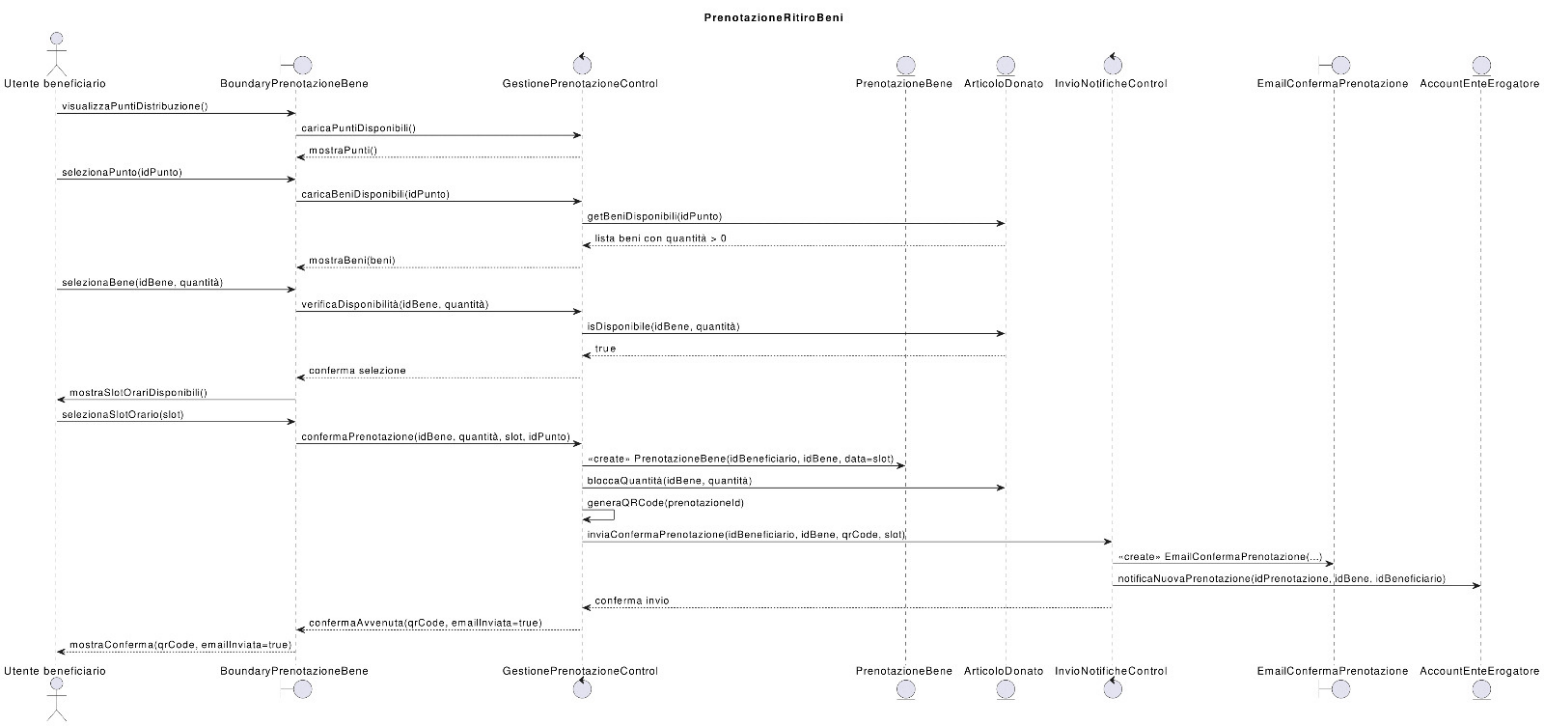 PrenotazioneRitiroBeni
Utente beneficiario
BoundaryPrenotazioneBene
GestionePrenotazioneControl
PrenotazioneBene
ArticoloDonato
InvioNotificheControl
EmailConfermaPrenotazione
AccountEnteErogatore
visualizzaPuntiDistribuzione()
caricaPuntiDisponibili()
mostraPunti()
selezionaPunto(idPunto)
caricaBeniDisponibili(idPunto)
getBeniDisponibili(idPunto)
lista beni con quantità > 0
mostraBeni(beni)
selezionaBene(idBene, quantità)
verificaDisponibilità(idBene, quantità)
isDisponibile(idBene, quantità)
true
conferma selezione
mostraSlotOrariDisponibili()
selezionaSlotOrario(slot)
confermaPrenotazione(idBene, quantità, slot, idPunto)
«create» PrenotazioneBene(idBeneficiario, idBene, data=slot)
bloccaQuantità(idBene, quantità)
generaQRCode(prenotazioneId)
inviaConfermaPrenotazione(idBeneficiario, idBene, qrCode, slot)
«create» EmailConfermaPrenotazione(...)
notificaNuovaPrenotazione(idPrenotazione, idBene, idBeneficiario)
conferma invio
confermaAvvenuta(qrCode, emailInviata=true)
mostraConferma(qrCode, emailInviata=true)
Utente beneficiario
BoundaryPrenotazioneBene
GestionePrenotazioneControl
PrenotazioneBene
ArticoloDonato
InvioNotificheControl
EmailConfermaPrenotazione
AccountEnteErogatore